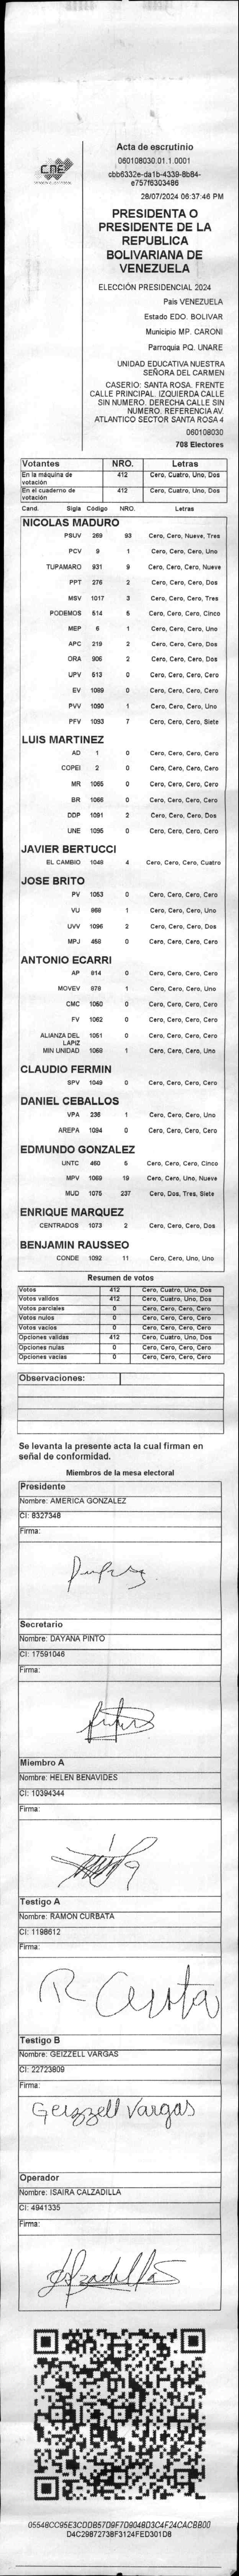 CNE
Acta de escrutinio
060108030.01.1.0001
cbb6332e-da1b-4339-8b84-
e757f6303486
28/07/2024 06:37:46 PM
PRESIDENTA O
PRESIDENTE DE LA
REPUBLICA
BOLIVARIANA DE
VENEZUELA
ELECCIÓN PRESIDENCIAL 2024
Pais VENEZUELA
Estado EDO. BOLIVAR
Municipio MP. CARONI
Parroquia PQ. UNARE
UNIDAD EDUCATIVA NUESTRA
SEÑORA DEL CARMEN
CASERIO: SANTA ROSA. FRENTE
CALLE PRINCIPAL. IZQUIERDA CALLE
SIN NUMERO. DERECHA CALLE SIN
NUMERO. REFERENCIA AV.
ATLANTICO SECTOR SANTA ROSA 4
060108030
708 Electores
Votantes NRO. Letras
En la máquina de votación 412 Cero, Cuatro, Uno, Dos
En el cuaderno de votación 412 Cero, Cuatro, Uno, Dos
Cand. Sigla Código NRO. Letras
NICOLAS MADURO
PSUV 269 93 Cero, Cero, Nueve, Tres
PCV 9 1 Cero, Cero, Cero, Uno
TUPAMARO 931 9 Cero, Cero, Cero, Nueve
PPT 276 2 Cero, Cero, Cero, Dos
MSV 1017 3 Cero, Cero, Cero, Tres
PODEMOS 514 5 Cero, Cero, Cero, Cinco
MEP 6 1 Cero, Cero, Cero, Uno
APC 219 2 Cero, Cero, Cero, Dos
ORA 906 2 Cero, Cero, Cero, Dos
UPV 513 0 Cero, Cero, Cero, Cero
EV 1089 0 Cero, Cero, Cero, Cero
PVV 1090 1 Cero, Cero, Cero, Uno
PFV 1093 7 Cero, Cero, Cero, Siete
LUIS MARTINEZ
AD 1 0 Cero, Cero, Cero, Cero
COPEI 2 0 Cero, Cero, Cero, Cero
MR 1065 0 Cero, Cero, Cero, Cero
BR 1066 0 Cero, Cero, Cero, Cero
DDP 1091 2 Cero, Cero, Cero, Dos
UNE 1095 0 Cero, Cero, Cero, Cero
JAVIER BERTUCCI
EL CAMBIO 1048 4 Cero, Cero, Cero, Cuatro
JOSE BRITO
PV 1053 0 Cero, Cero, Cero, Cero
VU 868 1 Cero, Cero, Cero, Uno
UVV 1096 2 Cero, Cero, Cero, Dos
MPJ 458 0 Cero, Cero, Cero, Cero
ANTONIO ECARRI
AP 814 0 Cero, Cero, Cero, Cero
MOVEV 878 1 Cero, Cero, Cero, Uno
CMC 1050 0 Cero, Cero, Cero, Cero
FV 1062 0 Cero, Cero, Cero, Cero
ALIANZA DEL LAPIZ 1051 0 Cero, Cero, Cero, Cero
MIN UNIDAD 1058 1 Cero, Cero, Cero, Uno
CLAUDIO FERMIN
SPV 1049 0 Cero, Cero, Cero, Cero
DANIEL CEBALLOS
VPA 236 1 Cero, Cero, Cero, Uno
AREPA 1094 0 Cero, Cero, Cero, Cero
EDMUNDO GONZALEZ
UNTC 460 5 Cero, Cero, Cero, Cinco
MPV 1069 19 Cero, Cero, Uno, Nueve
MUD 1075 237 Cero, Dos, Tres, Siete
ENRIQUE MARQUEZ
CENTRADOS 1073 2 Cero, Cero, Cero, Dos
BENJAMIN RAUSSEO
CONDE 1092 11 Cero, Cero, Uno, Uno
Resumen de votos
Votos 412 Cero, Cuatro, Uno, Dos
Votos validos 412 Cero, Cuatro, Uno, Dos
Votos parciales 0 Cero, Cero, Cero, Cero
Votos nulos 0 Cero, Cero, Cero, Cero
Votos vacios 0 Cero, Cero, Cero, Cero
Opciones validas 412 Cero, Cuatro, Uno, Dos
Opciones nulas 0 Cero, Cero, Cero, Cero
Opciones vacias 0 Cero, Cero, Cero, Cero
Observaciones:
Se levanta la presente acta la cual firman en
señal de conformidad.
Miembros de la mesa electoral
Presidente
Nombre: AMERICA GONZALEZ
CI: 8327348
Firma:
Secretario
Nombre: DAYANA PINTO
CI: 17591046
Firma:
Miembro A
Nombre: HELEN BENAVIDES
CI: 10394344
Firma:
Testigo A
Nombre: RAMON CURBATA
CI: 1198612
Firma:
Testigo B
Nombre: GEIZZELL VARGAS
CI: 22723809
Firma:
Geizzell Vargas
Operador
Nombre: ISAIRA CALZADILLA
CI: 4941335
Firma:
05548CC95E3CDDB57D9F7D9048D3C4F24CACBB00
D4C29872738F3124FED301D8